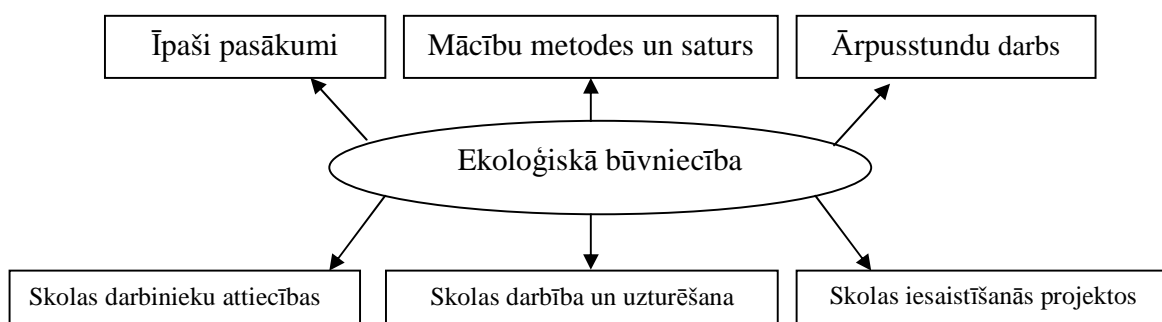 Īpaši pasākumi
Mācību metodes un saturs
Ārpusstundu darbs
Ekoloģiskā būvniecība
Skolas darbinieku attiecības
Skolas darbība un uzturēšana
Skolas iesaistīšanās projektos